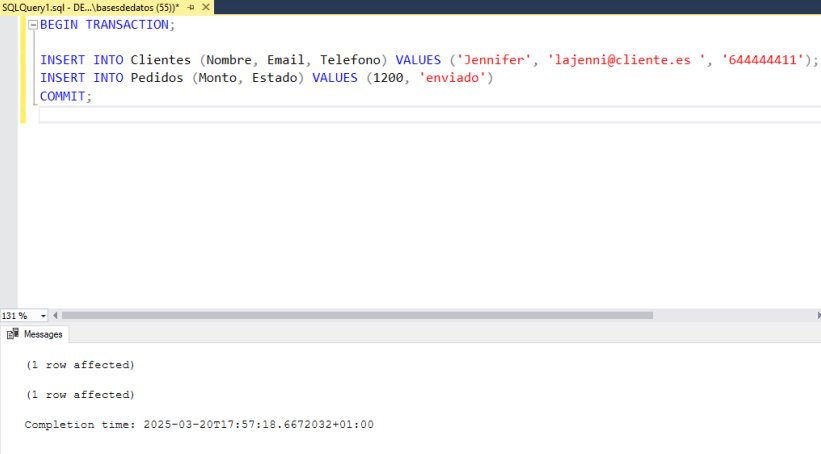 SQLQuery1.sql - DE...\basesdedatos (55))*
BEGIN TRANSACTION;
INSERT INTO Clientes (Nombre, Email, Telefono) VALUES ('Jennifer', 'lajenni@cliente.es ', '644444411');
INSERT INTO Pedidos (Monto, Estado) VALUES (1200, 'enviado')
COMMIT;
131 %
Messages
(1 row affected)
(1 row affected)
Completion time: 2025-03-20T17:57:18.6672032+01:00